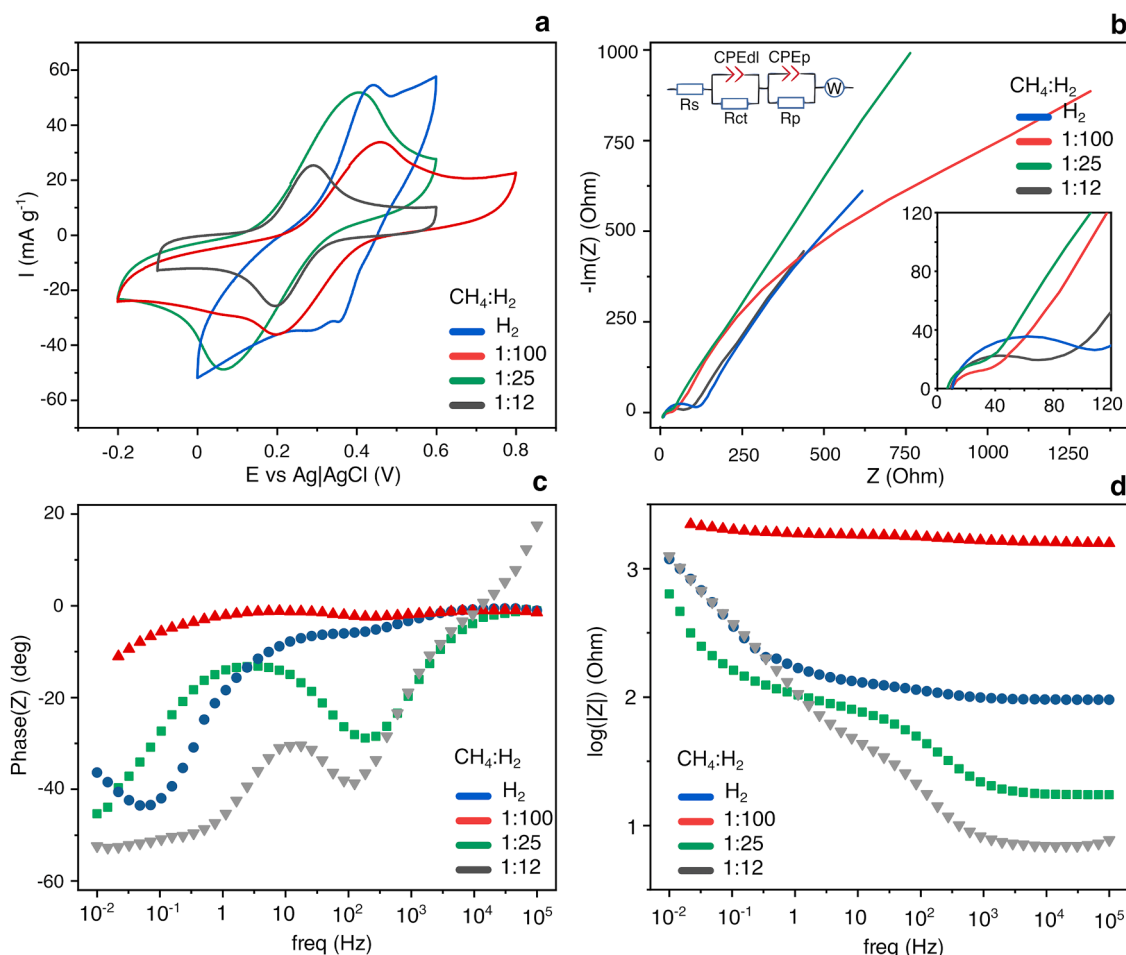 a
60
40
20
0
-20
-40
-60
I (mA g⁻¹)
-0.2 0 0.2 0.4 0.6 0.8
E vs Ag|AgCl (V)
CH₄:H₂
H₂
1:100
1:25
1:12
b
1000
750
500
250
0
-Im(Z) (Ohm)
0 250 500 750 1000 1250
Z (Ohm)
CPEdl CPEp
Rs Rct Rp W
CH₄:H₂
H₂
1:100
1:25
1:12
120
80
40
0
0 40 80 120
c
20
0
-20
-40
-60
Phase(Z) (deg)
10⁻² 10⁻¹ 1 10 10² 10³ 10⁴ 10⁵
freq (Hz)
CH₄:H₂
H₂
1:100
1:25
1:12
d
3
2
1
log(|Z|) (Ohm)
10⁻² 10⁻¹ 1 10 10² 10³ 10⁴ 10⁵
freq (Hz)
CH₄:H₂
H₂
1:100
1:25
1:12